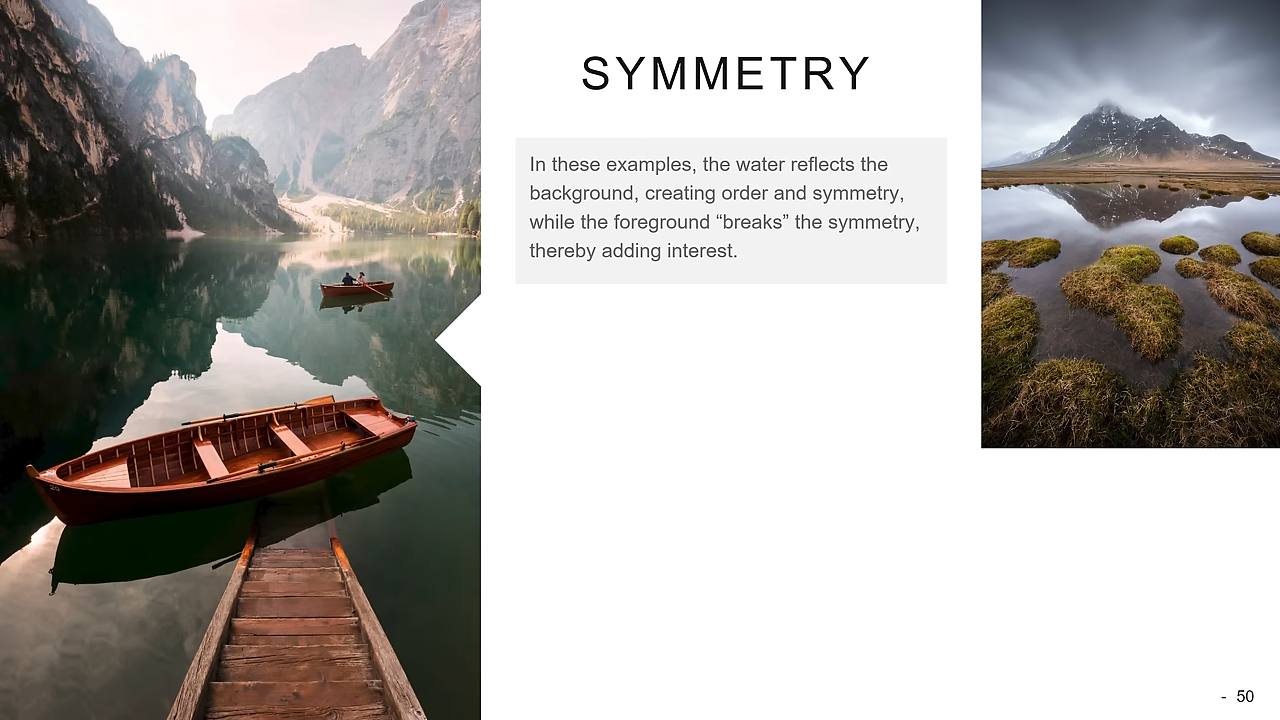 SYMMETRY
In these examples, the water reflects the
background, creating order and symmetry,
while the foreground “breaks” the symmetry,
thereby adding interest.
- 50